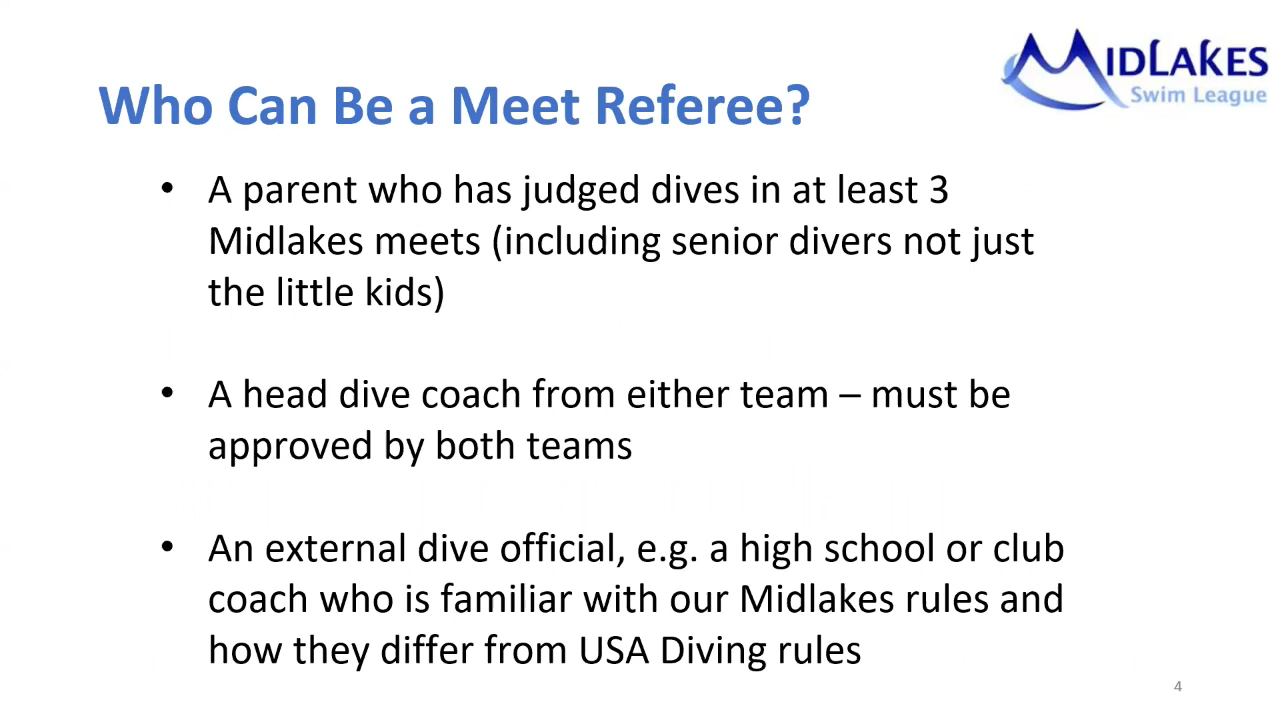 MIDLAKES
Swim League
Who Can Be a Meet Referee?
• A parent who has judged dives in at least 3
Midlakes meets (including senior divers not just
the little kids)
• A head dive coach from either team – must be
approved by both teams
• An external dive official, e.g. a high school or club
coach who is familiar with our Midlakes rules and
how they differ from USA Diving rules
4